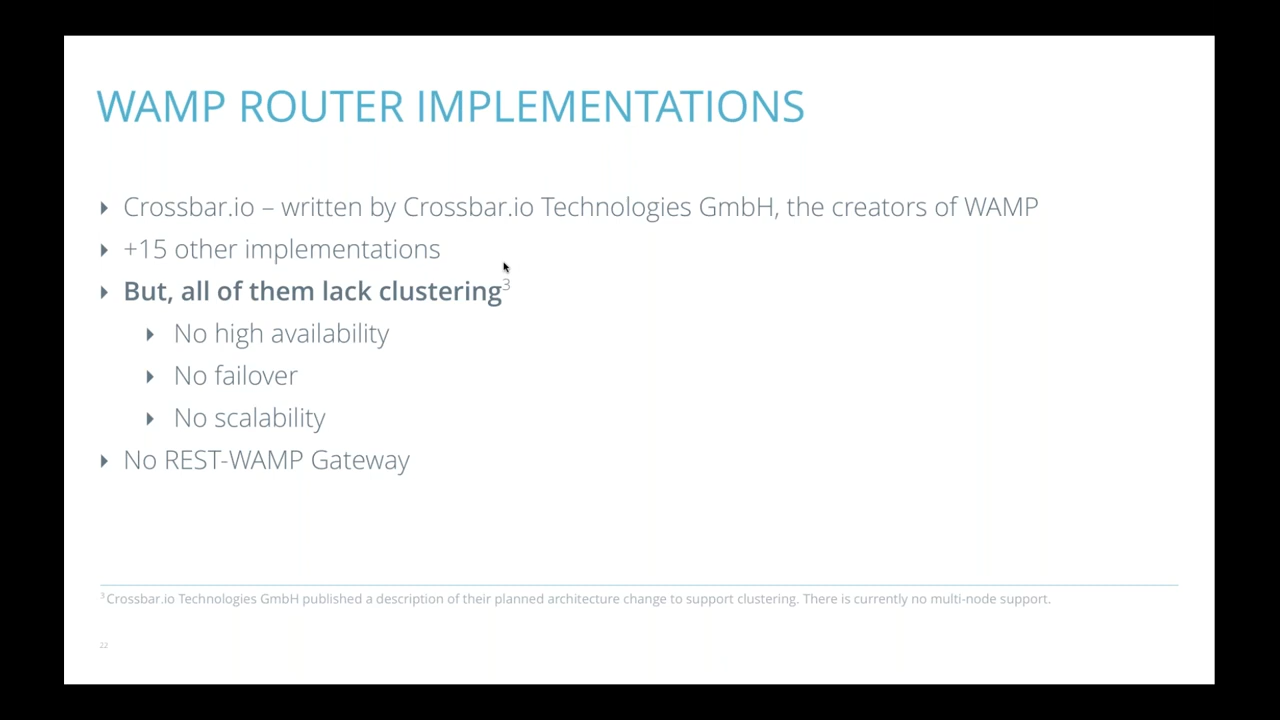 WAMP ROUTER IMPLEMENTATIONS
Crossbar.io – written by Crossbar.io Technologies GmbH, the creators of WAMP
+15 other implementations
But, all of them lack clustering³
No high availability
No failover
No scalability
No REST-WAMP Gateway
³ Crossbar.io Technologies GmbH published a description of their planned architecture change to support clustering. There is currently no multi-node support.
22